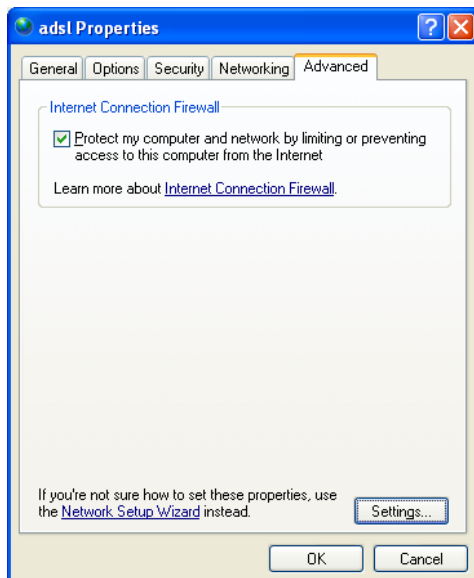 adsl Properties
General Options Security Networking Advanced
Internet Connection Firewall
Protect my computer and network by limiting or preventing
access to this computer from the Internet
Learn more about Internet Connection Firewall.
If you're not sure how to set these properties, use
the Network Setup Wizard instead.
Settings...
OK Cancel